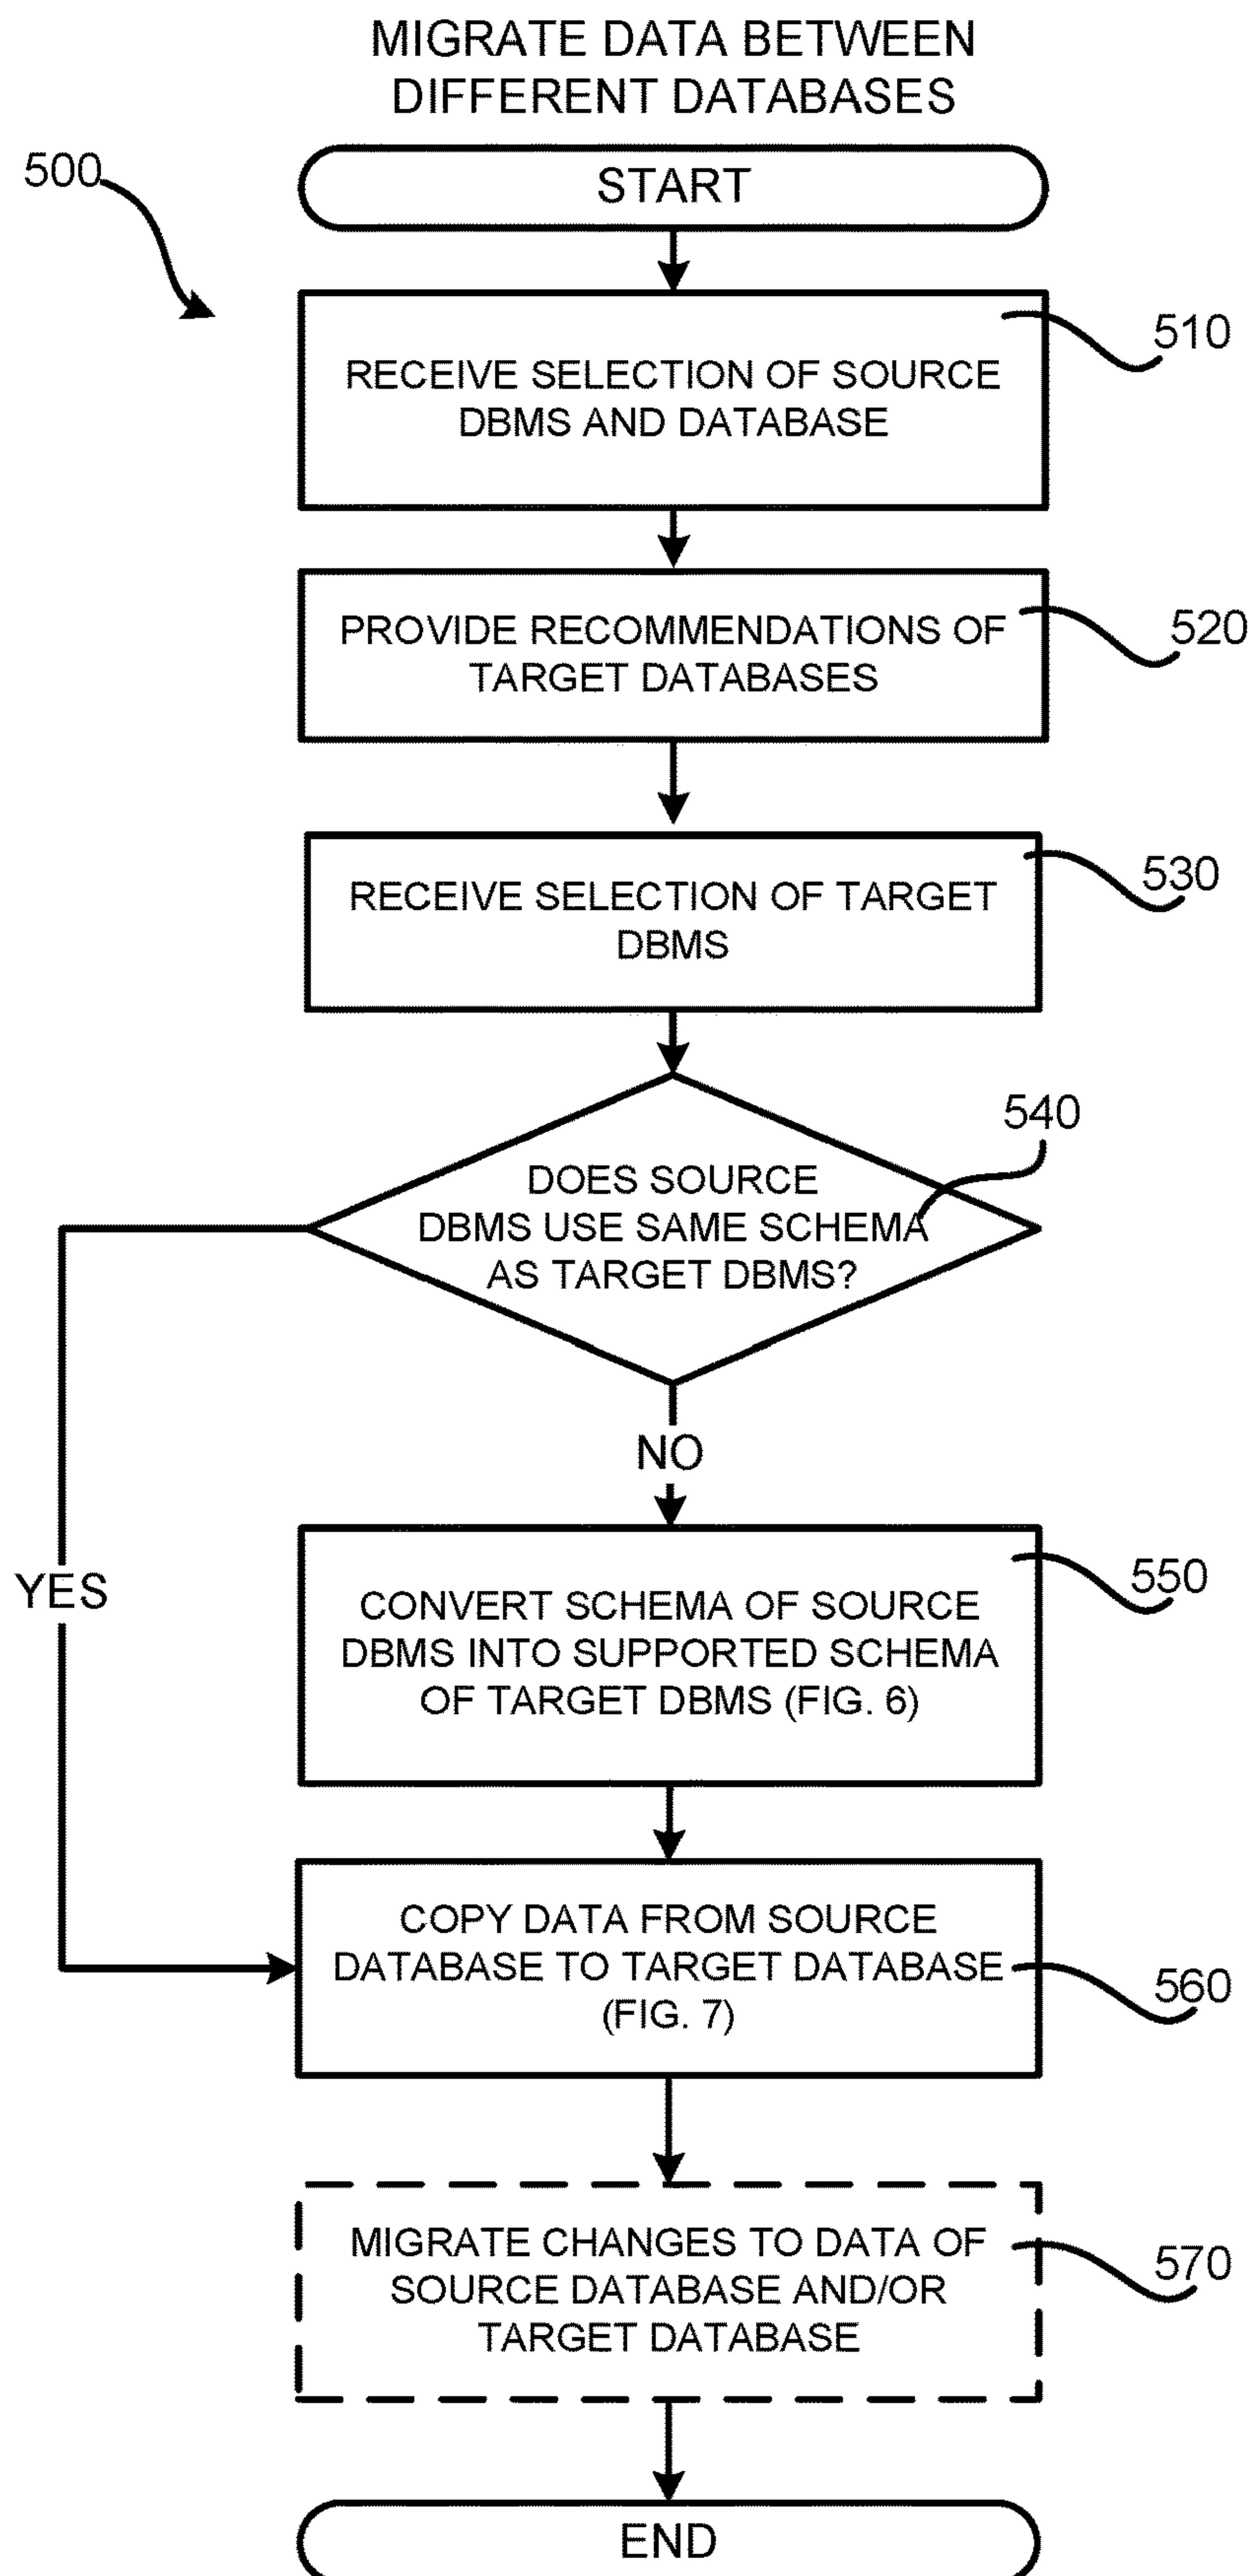 MIGRATE DATA BETWEEN
DIFFERENT DATABASES
500
START
510
RECEIVE SELECTION OF SOURCE
DBMS AND DATABASE
520
PROVIDE RECOMMENDATIONS OF
TARGET DATABASES
530
RECEIVE SELECTION OF TARGET
DBMS
540
DOES SOURCE
DBMS USE SAME SCHEMA
AS TARGET DBMS?
NO
YES
550
CONVERT SCHEMA OF SOURCE
DBMS INTO SUPPORTED SCHEMA
OF TARGET DBMS (FIG. 6)
560
COPY DATA FROM SOURCE
DATABASE TO TARGET DATABASE
(FIG. 7)
570
MIGRATE CHANGES TO DATA OF
SOURCE DATABASE AND/OR
TARGET DATABASE
END